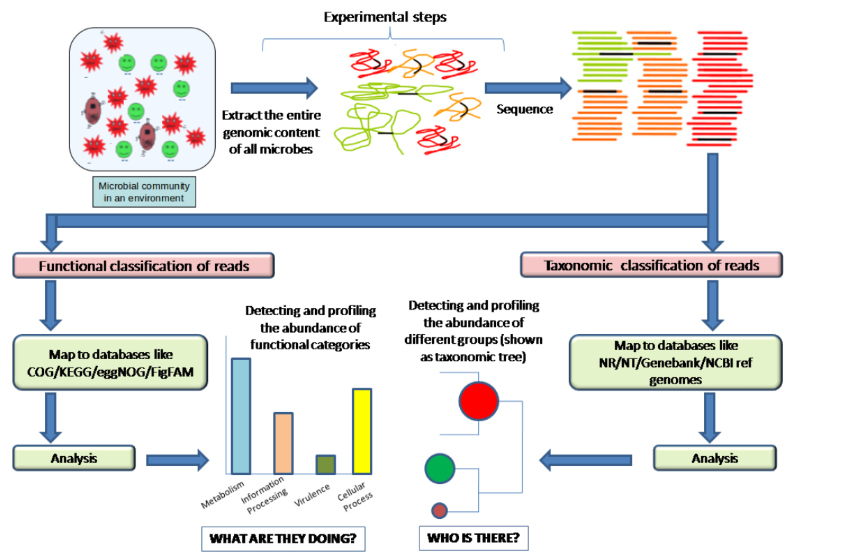 Experimental steps
Extract the entire
genomic content
of all microbes
Sequence
Microbial community
in an environment
Functional classification of reads
Taxonomic classification of reads
Map to databases like
COG/KEGG/eggNOG/FigFAM
Detecting and profiling
the abundance of
functional categories
Detecting and profiling
the abundance of
different groups (shown
as taxonomic tree)
Map to databases like
NR/NT/Genebank/NCBI ref
genomes
Analysis
Metabolism
Information
Processing
Virulence
Cellular
Process
Analysis
WHAT ARE THEY DOING?
WHO IS THERE?